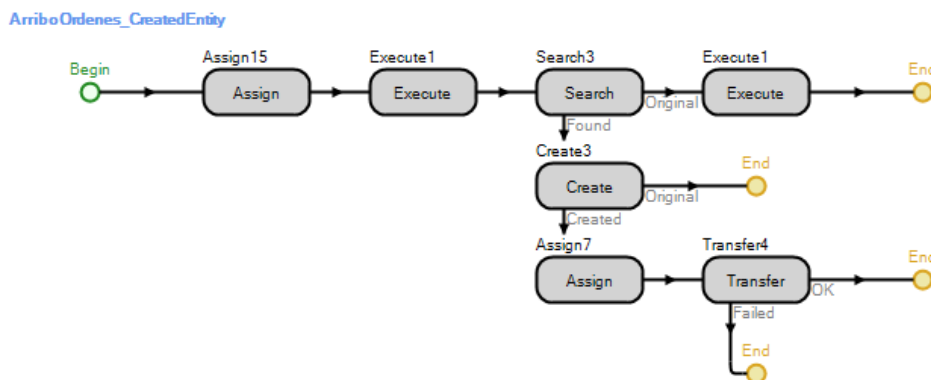 ArriboOrdenes_CreatedEntity
Begin
Assign15
Assign
Execute1
Execute
Search3
Search
Original
Found
Execute1
Execute
End
Create3
Create
Original
Created
End
Assign7
Assign
Transfer4
Transfer
OK
Failed
End
End